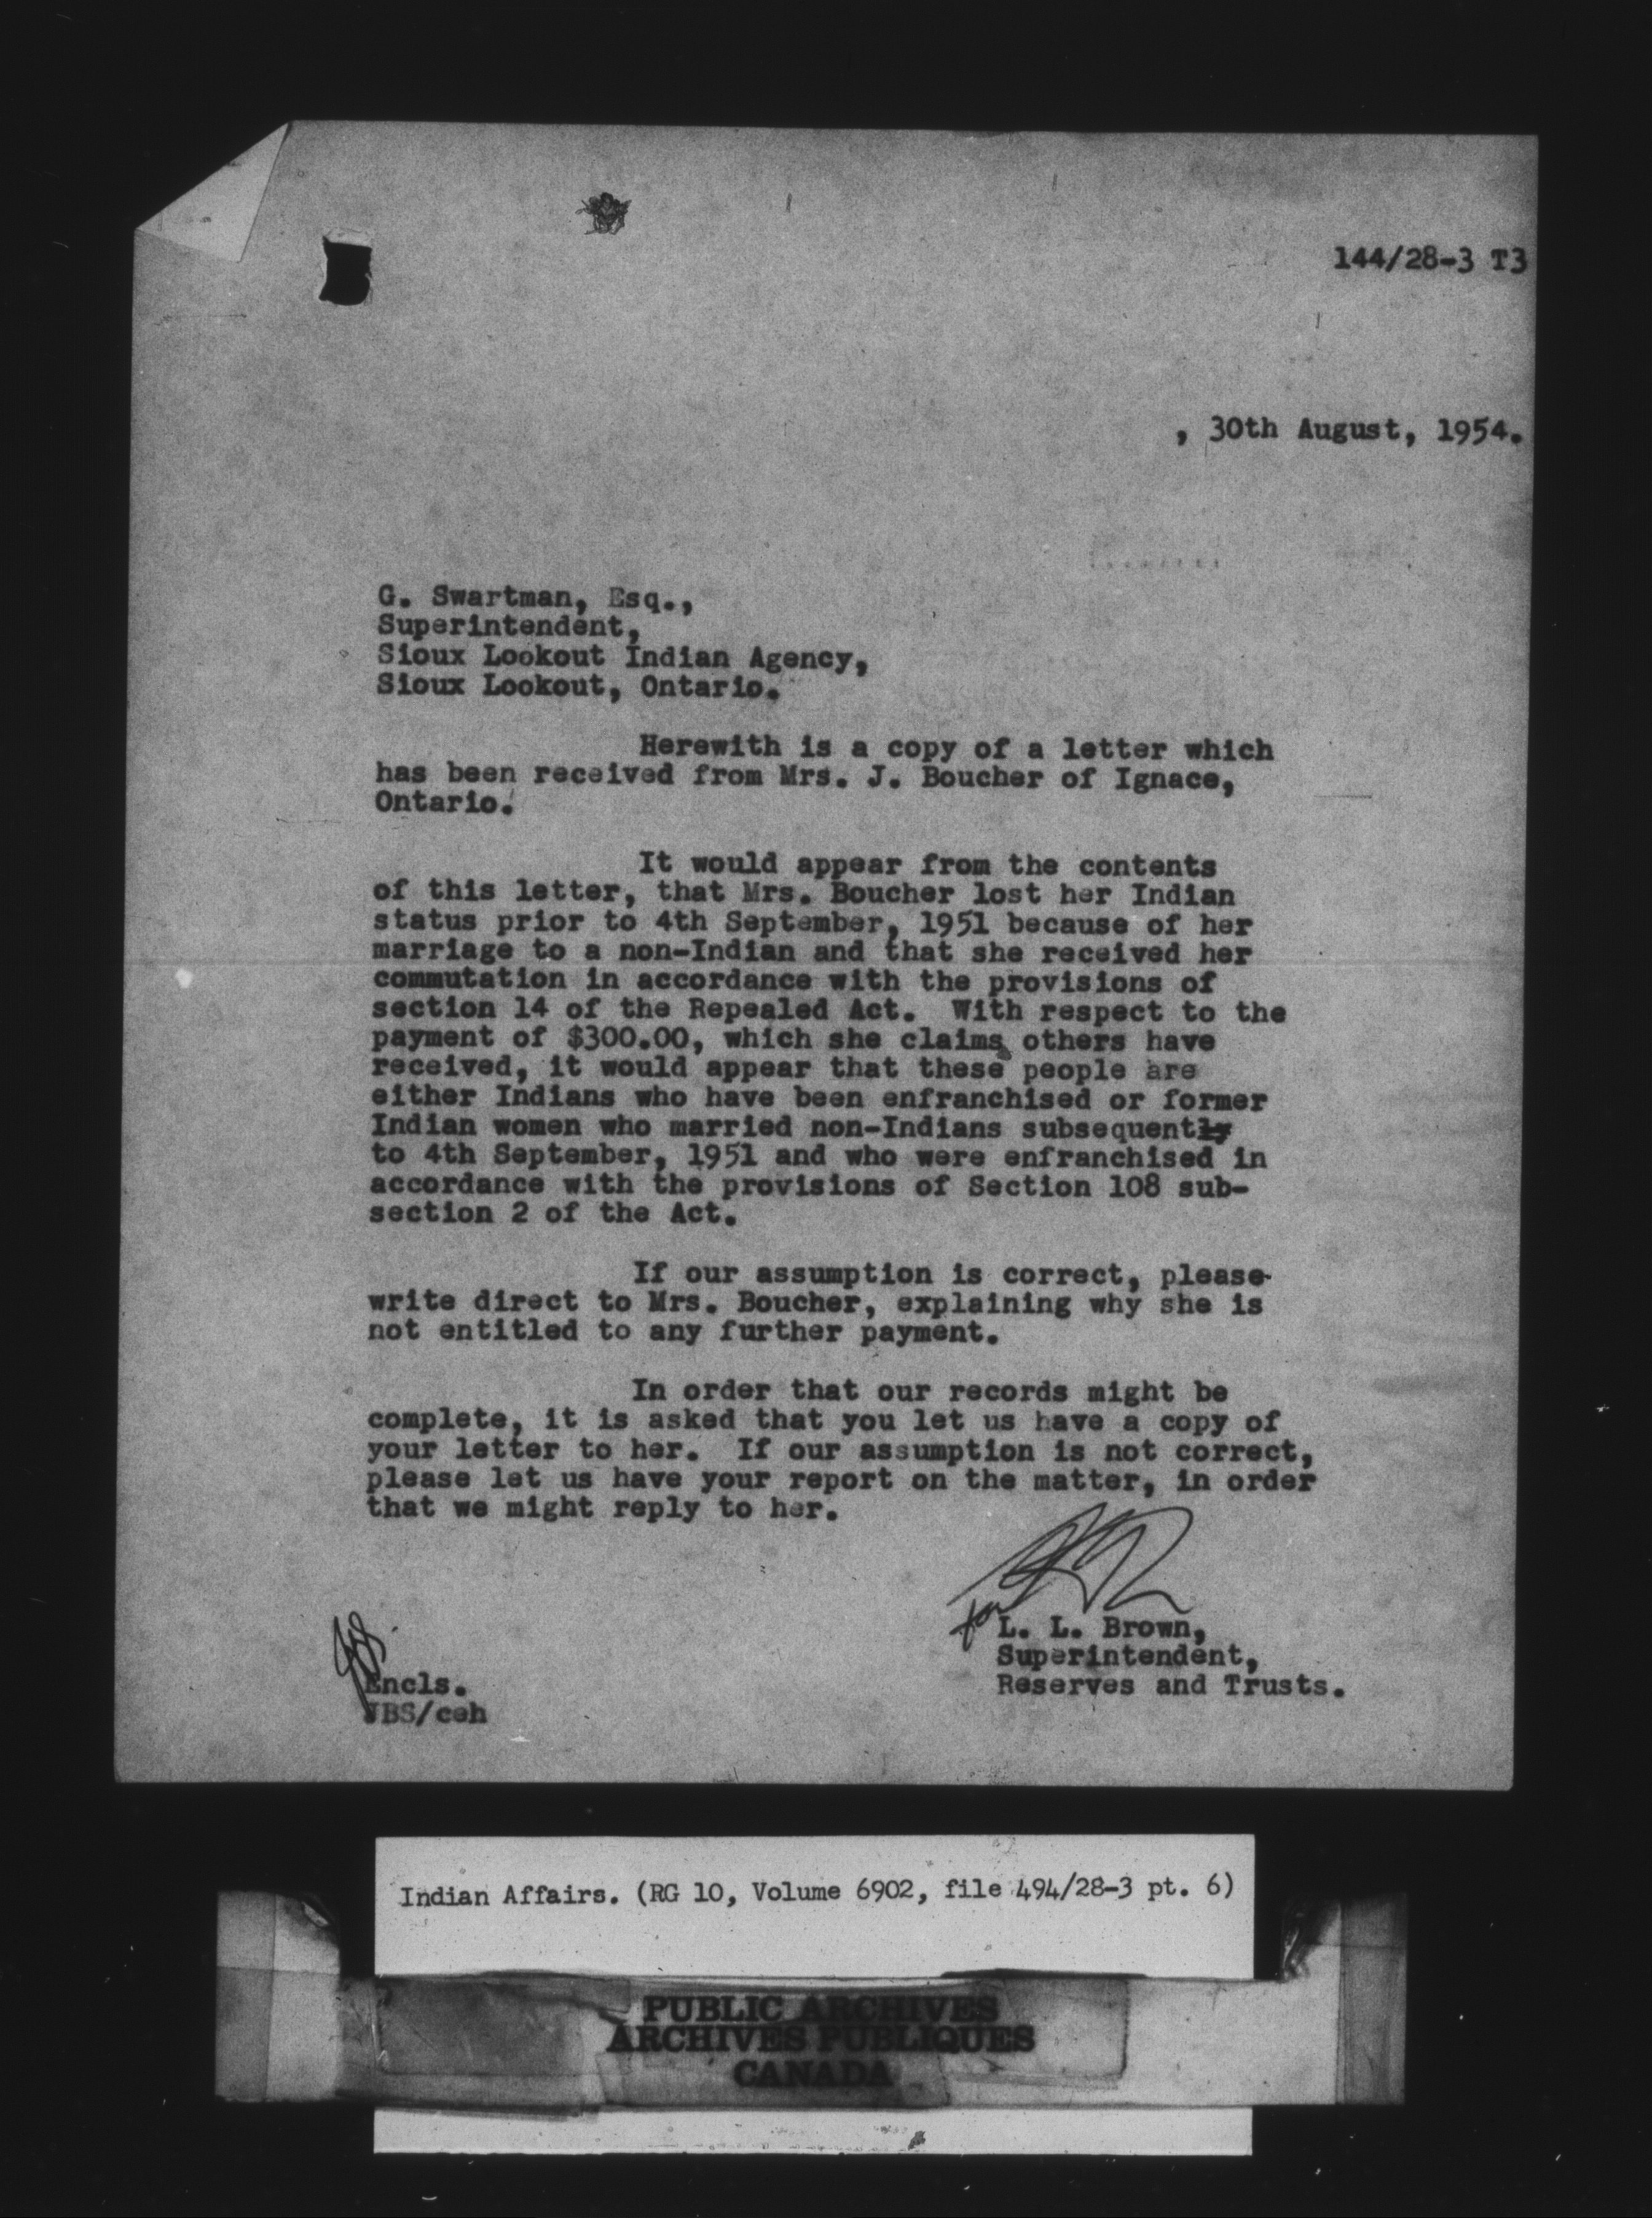 144/28-3 T3
, 30th August, 1954.
G. Swartman, Esq.,
Superintendent,
Sioux Lookout Indian Agency,
Sioux Lookout, Ontario.
Herewith is a copy of a letter which
has been received from Mrs. J. Boucher of Ignace,
Ontario.
It would appear from the contents
of this letter, that Mrs. Boucher lost her Indian
status prior to 4th September, 1951 because of her
marriage to a non-Indian and that she received her
commutation in accordance with the provisions of
section 14 of the Repealed Act. With respect to the
payment of $300.00, which she claims others have
received, it would appear that these people are
either Indians who have been enfranchised or former
Indian women who married non-Indians subsequently
to 4th September, 1951 and who were enfranchised in
accordance with the provisions of Section 108 sub-
section 2 of the Act.
If our assumption is correct, please
write direct to Mrs. Boucher, explaining why she is
not entitled to any further payment.
In order that our records might be
complete, it is asked that you let us have a copy of
your letter to her. If our assumption is not correct,
please let us have your report on the matter, in order
that we might reply to her.
for L. L. Brown,
Superintendent,
Reserves and Trusts.
Encls.
JBS/ceh
Indian Affairs. (RG 10, Volume 6902, file 494/28-3 pt. 6)
PUBLIC ARCHIVES
ARCHIVES PUBLIQUES
CANADA